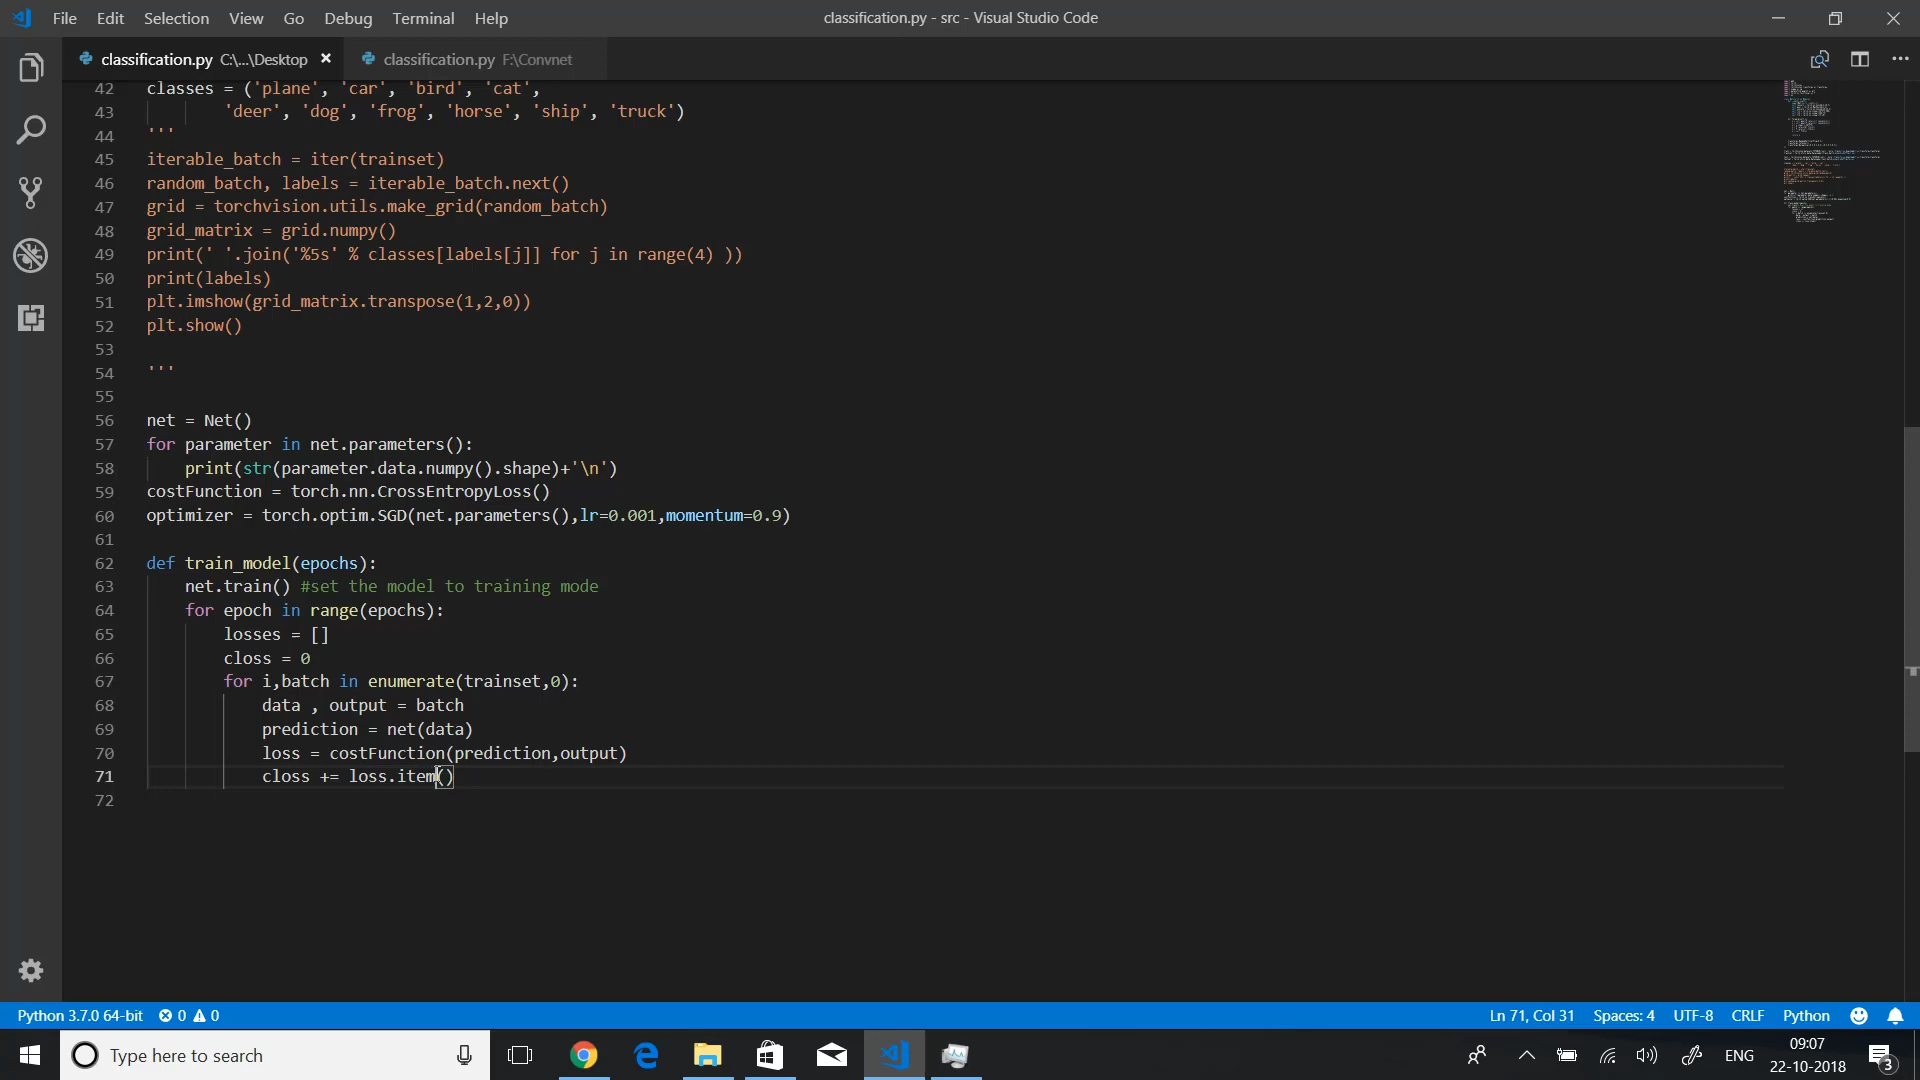 File Edit Selection View Go Debug Terminal Help
classification.py - src - Visual Studio Code
classification.py C:\...\Desktop
classification.py F:\Convnet
42 classes = ('plane', 'car', 'bird', 'cat',
43 'deer', 'dog', 'frog', 'horse', 'ship', 'truck')
44 '''
45 iterable_batch = iter(trainset)
46 random_batch, labels = iterable_batch.next()
47 grid = torchvision.utils.make_grid(random_batch)
48 grid_matrix = grid.numpy()
49 print(' '.join('%5s' % classes[labels[j]] for j in range(4) ))
50 print(labels)
51 plt.imshow(grid_matrix.transpose(1,2,0))
52 plt.show()
53
54 '''
55
56 net = Net()
57 for parameter in net.parameters():
58 print(str(parameter.data.numpy().shape)+'\n')
59 costFunction = torch.nn.CrossEntropyLoss()
60 optimizer = torch.optim.SGD(net.parameters(),lr=0.001,momentum=0.9)
61
62 def train_model(epochs):
63 net.train() #set the model to training mode
64 for epoch in range(epochs):
65 losses = []
66 closs = 0
67 for i,batch in enumerate(trainset,0):
68 data , output = batch
69 prediction = net(data)
70 loss = costFunction(prediction,output)
71 closs += loss.item()
72
Python 3.7.0 64-bit 0 0
Ln 71, Col 31 Spaces: 4 UTF-8 CRLF Python
Type here to search
ENG
09:07
22-10-2018
3